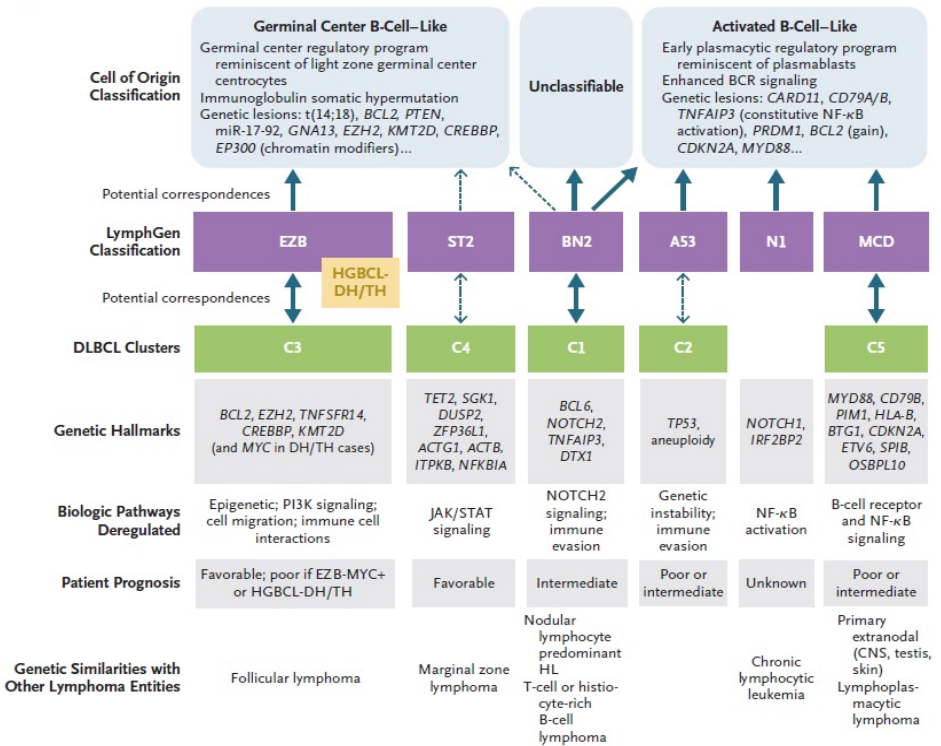 Germinal Center B-Cell–Like
Germinal center regulatory program
reminiscent of light zone germinal center
centrocytes
Immunoglobulin somatic hypermutation
Genetic lesions: t(14;18), BCL2, PTEN,
miR-17-92, GNA13, EZH2, KMT2D, CREBBP,
EP300 (chromatin modifiers)...
Unclassifiable
Activated B-Cell–Like
Early plasmacytic regulatory program
reminiscent of plasmablasts
Enhanced BCR signaling
Genetic lesions: CARD11, CD79A/B,
TNFAIP3 (constitutive NF-κB
activation), PRDM1, BCL2 (gain),
CDKN2A, MYD88...
Cell of Origin
Classification
Potential correspondences
LymphGen
Classification
EZB
ST2
BN2
A53
N1
MCD
HGBCL-
DH/TH
Potential correspondences
DLBCL Clusters
C3
C4
C1
C2
C5
Genetic Hallmarks
BCL2, EZH2, TNFSFR14,
CREBBP, KMT2D
(and MYC in DH/TH cases)
TET2, SGK1,
DUSP2,
ZFP36L1,
ACTG1, ACTB,
ITPKB, NFKBIA
BCL6,
NOTCH2,
TNFAIP3,
DTX1
TP53,
aneuploidy
NOTCH1,
IRF2BP2
MYD88, CD79B,
PIM1, HLA-B,
BTG1, CDKN2A,
ETV6, SPIB,
OSBPL10
Biologic Pathways
Deregulated
Epigenetic; PI3K signaling;
cell migration; immune cell
interactions
JAK/STAT
signaling
NOTCH2
signaling;
immune
evasion
Genetic
instability;
immune
evasion
NF-κB
activation
B-cell receptor
and NF-κB
signaling
Patient Prognosis
Favorable; poor if EZB-MYC+
or HGBCL-DH/TH
Favorable
Intermediate
Poor or
intermediate
Unknown
Poor or
intermediate
Genetic Similarities with
Other Lymphoma Entities
Follicular lymphoma
Marginal zone
lymphoma
Nodular
lymphocyte
predominant
HL
T-cell or histio-
cyte-rich
B-cell
lymphoma
Chronic
lymphocytic
leukemia
Primary
extranodal
(CNS, testis,
skin)
Lymphoplas-
macytic
lymphoma